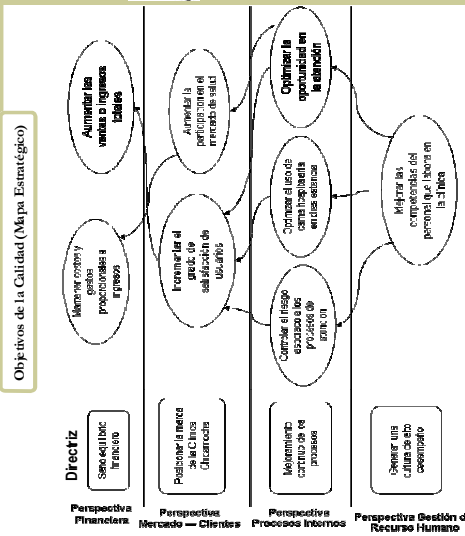 Objetivos de la Calidad (Mapa Estratégico)
Directriz
Sano equilibrio
financiero
Mantener costos y
gastos
proporcionales a
ingresos
Aumentar las
ventas o ingresos
totales
Perspectiva
Financiera
Posicionar la marca
de la Clínica
Chicamocha
Incrementar el
grado de
satisfacción de
usuarios
Aumentar la
participación en el
mercado de salud
Perspectiva
Mercado — Clientes
Mejoramiento
continuo de los
procesos
Controlar el riesgo
asociado a los
procesos de
atención
Optimizar el uso de
cama hospitalaria
en días estancia
Optimizar la
oportunidad en
la atención
Perspectiva
Procesos Internos
Generar una
cultura de alto
desempeño
Mejorar las
competencias del
personal que labora en
la clínica
Perspectiva Gestión d
Recurso Humano